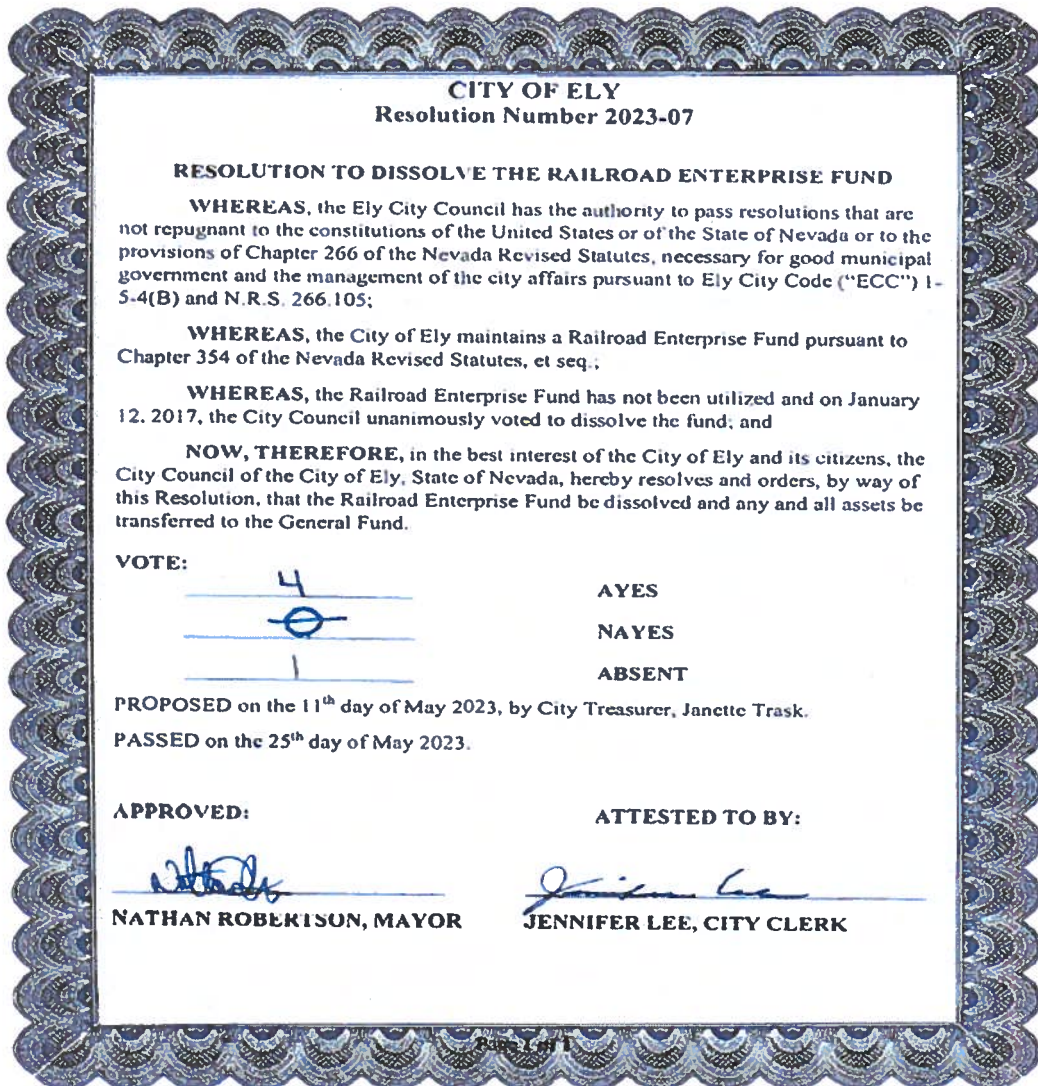 CITY OF ELY
Resolution Number 2023-07
RESOLUTION TO DISSOLVE THE RAILROAD ENTERPRISE FUND
WHEREAS, the Ely City Council has the authority to pass resolutions that are
not repugnant to the constitutions of the United States or of the State of Nevada or to the
provisions of Chapter 266 of the Nevada Revised Statutes, necessary for good municipal
government and the management of the city affairs pursuant to Ely City Code ("ECC") 1-
5-4(B) and N.R.S. 266.105;
WHEREAS, the City of Ely maintains a Railroad Enterprise Fund pursuant to
Chapter 354 of the Nevada Revised Statutes, et seq.;
WHEREAS, the Railroad Enterprise Fund has not been utilized and on January
12, 2017, the City Council unanimously voted to dissolve the fund; and
NOW, THEREFORE, in the best interest of the City of Ely and its citizens, the
City Council of the City of Ely, State of Nevada, hereby resolves and orders, by way of
this Resolution, that the Railroad Enterprise Fund be dissolved and any and all assets be
transferred to the General Fund.
VOTE:
4 AYES
0 NAYES
1 ABSENT
PROPOSED on the 11th day of May 2023, by City Treasurer, Janette Trask.
PASSED on the 25th day of May 2023.
APPROVED: ATTESTED TO BY:
Jennifer Lee
NATHAN ROBERTSON, MAYOR JENNIFER LEE, CITY CLERK
Page 1 of 1